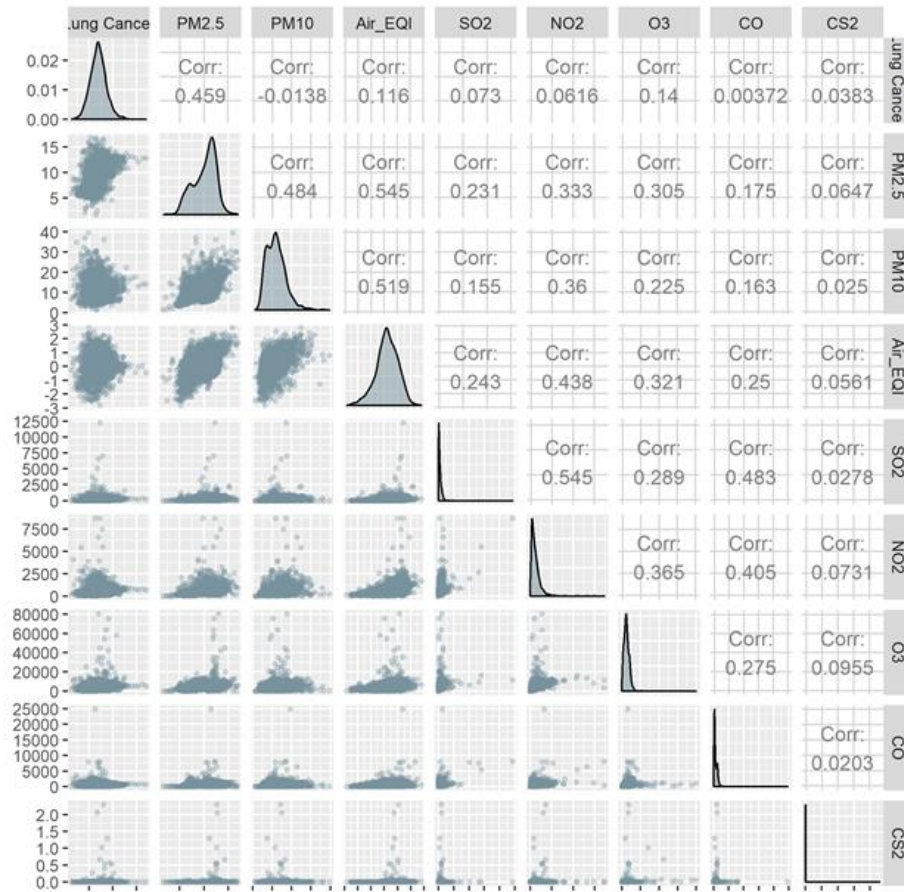 .ung Cance PM2.5 PM10 Air_EQI SO2 NO2 O3 CO CS2
0.02
0.01
0.00
Corr: Corr: Corr: Corr: Corr: Corr: Corr: Corr:
0.459 -0.0138 0.116 0.073 0.0616 0.14 0.00372 0.0383
.ung Cance
15
10
5
Corr: Corr: Corr: Corr: Corr: Corr: Corr:
0.484 0.545 0.231 0.333 0.305 0.175 0.0647
PM2.5
40
30
20
10
0
Corr: Corr: Corr: Corr: Corr: Corr:
0.519 0.155 0.36 0.225 0.163 0.025
PM10
3
2
1
0
-1
-2
-3
Corr: Corr: Corr: Corr: Corr:
0.243 0.438 0.321 0.25 0.0561
Air_EQI
12500
10000
7500
5000
2500
0
Corr: Corr: Corr: Corr:
0.545 0.289 0.483 0.0278
SO2
7500
5000
2500
0
Corr: Corr: Corr:
0.365 0.405 0.0731
NO2
80000
60000
40000
20000
0
Corr: Corr:
0.275 0.0955
O3
25000
20000
15000
10000
5000
0
Corr:
0.0203
CO
2.0
1.5
1.0
0.5
0.0
CS2